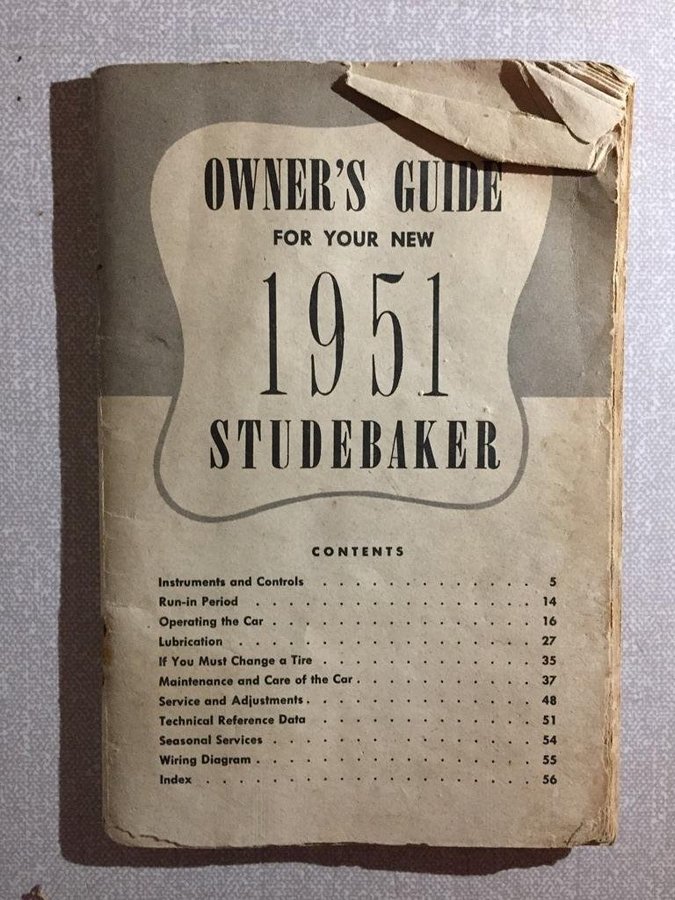 OWNER'S GUIDE
FOR YOUR NEW
1951
STUDEBAKER
CONTENTS
Instruments and Controls . . . . . . . . . . . . . 5
Run-in Period . . . . . . . . . . . . . . . . . 14
Operating the Car . . . . . . . . . . . . . . . . 16
Lubrication . . . . . . . . . . . . . . . . . . 27
If You Must Change a Tire . . . . . . . . . . . . . 35
Maintenance and Care of the Car . . . . . . . . . . . 37
Service and Adjustments . . . . . . . . . . . . . . 48
Technical Reference Data . . . . . . . . . . . . . 51
Seasonal Services . . . . . . . . . . . . . . . . 54
Wiring Diagram . . . . . . . . . . . . . . . . . 55
Index . . . . . . . . . . . . . . . . . . . . 56